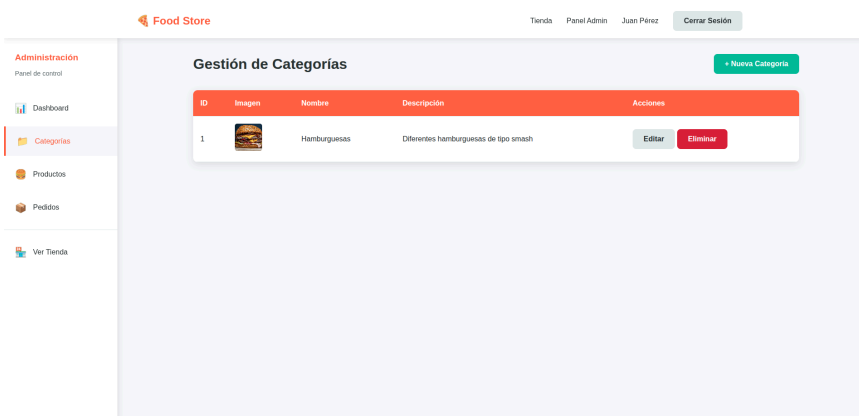 Food Store
Tienda Panel Admin Juan Pérez Cerrar Sesión
Administración
Panel de control
Dashboard
Categorías
Productos
Pedidos
Ver Tienda
Gestión de Categorías
+ Nueva Categoría
ID Imagen Nombre Descripción Acciones
1 Hamburguesas Diferentes hamburguesas de tipo smash Editar Eliminar